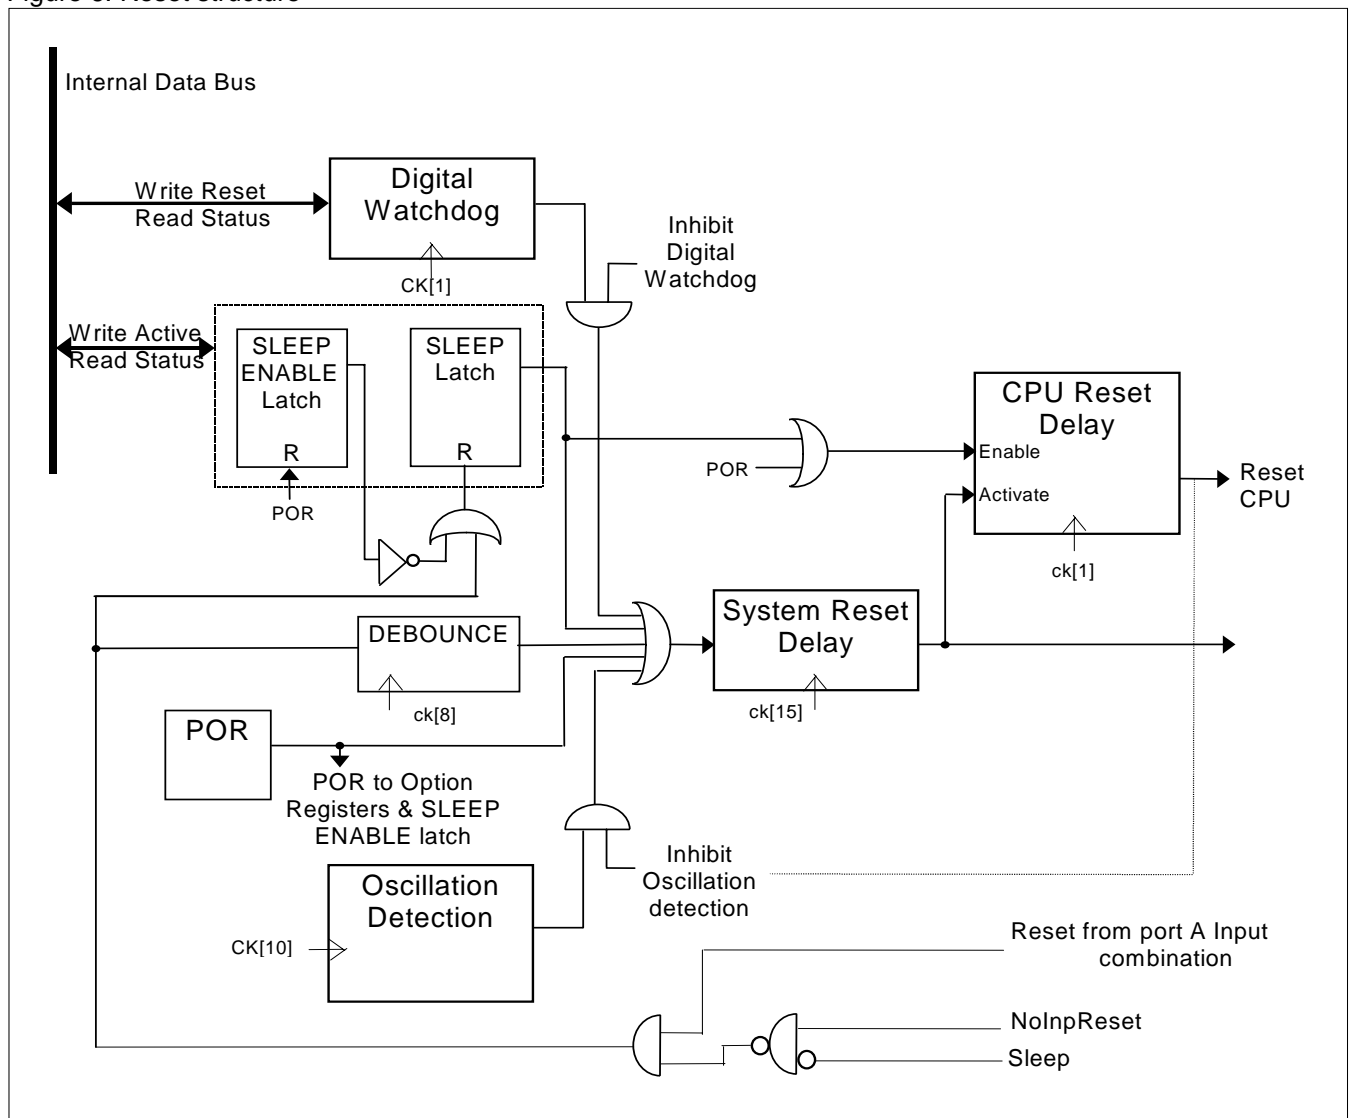 Internal Data Bus
Write Reset
Read Status
Digital
Watchdog
CK[1]
Inhibit
Digital
Watchdog
Write Active
Read Status
SLEEP
ENABLE
Latch
R
POR
SLEEP
Latch
R
POR
CPU Reset
Delay
Enable
Activate
ck[1]
Reset
CPU
DEBOUNCE
ck[8]
System Reset
Delay
ck[15]
POR
POR to Option
Registers & SLEEP
ENABLE latch
Oscillation
Detection
CK[10]
Inhibit
Oscillation
detection
Reset from port A Input
combination
NoInpReset
Sleep